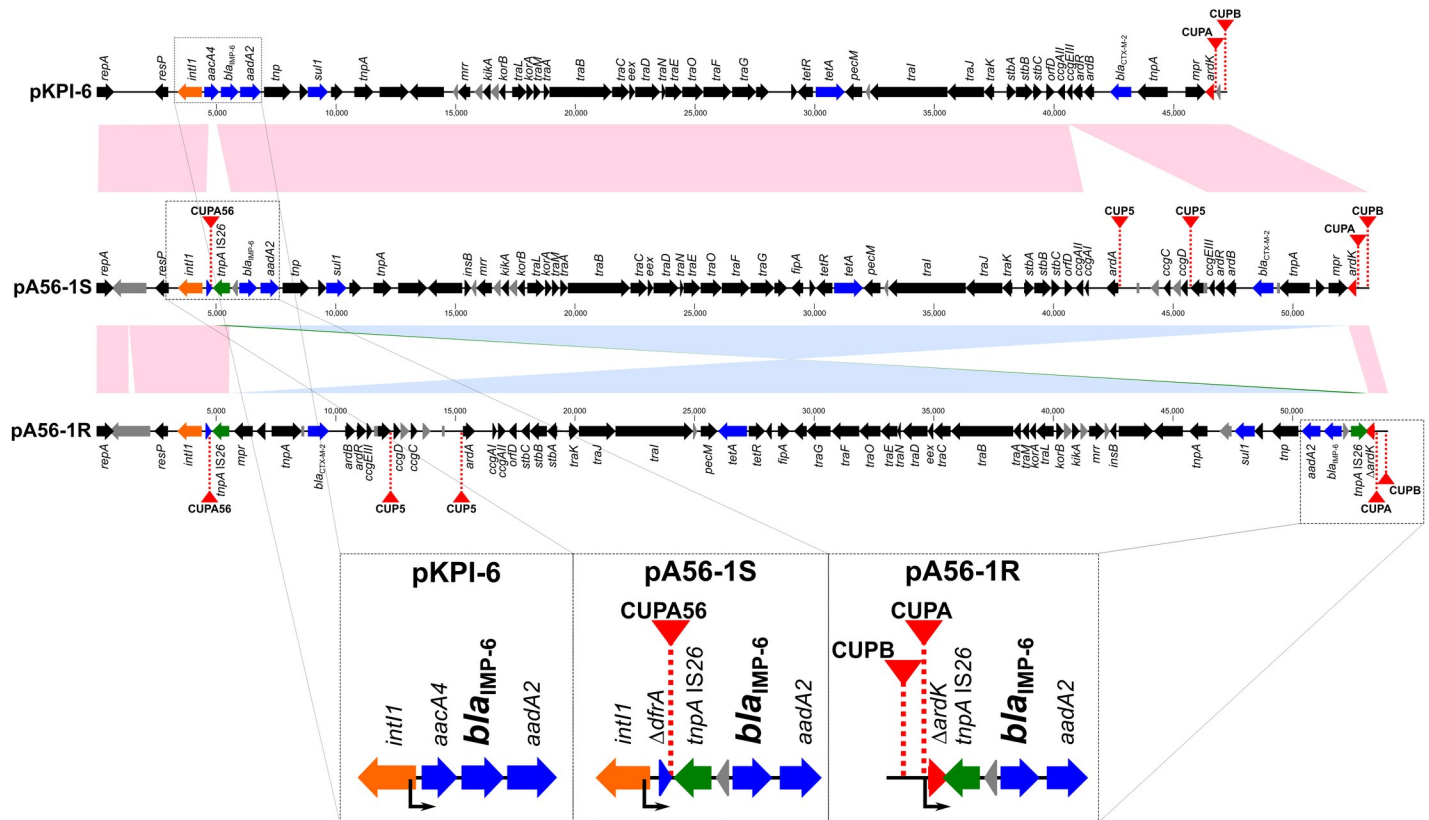 CUPB
CUPA
repA resP intI1 aacA4 blaIMP-6 aadA2 tnp sul1 tnpA mrr kikA korB traL korA traM traA traB traC eex traD traN traE traO traF traG tetR tetA pecM traI traJ traK stbA stbB stbC orfD ccgAII ccgEIII ardR ardB blaCTX-M-2 tnpA mpr ardK
pKPI-6
5,000 10,000 15,000 20,000 25,000 30,000 35,000 40,000 45,000
CUPA56 CUP5 CUP5 CUPA CUPB
repA resP intI1 tnpA IS26 blaIMP-6 aadA2 tnp sul1 tnpA insB mrr kikA korB traL korA traM traA traB traC eex traD traN traE traO traF traG fipA tetR tetA pecM traI traJ traK stbA stbB stbC orfD ccgAII ccgAI ardA ccgC ccgD ccgEIII ardR ardB blaCTX-M-2 tnpA mpr ardK
pA56-1S
5,000 10,000 15,000 20,000 25,000 30,000 35,000 40,000 45,000 50,000
5,000 10,000 15,000 20,000 25,000 30,000 35,000 40,000 45,000 50,000
pA56-1R
repA resP intI1 tnpA IS26 mpr tnpA blaCTX-M-2 ardB ardR ccgEIII ccgD ccgC ardA ccgAI ccgAII orfD stbC stbB stbA traK traJ traI pecM tetA tetR fipA traG traF traO traE traN traD eex traC traB traA traM korA traL korB kikA mrr insB tnpA sul1 tnp aadA2 blaIMP-6 tnpA IS26 ΔardK
CUPA56 CUP5 CUP5 CUPA CUPB
pKPI-6
intI1 aacA4 blaIMP-6 aadA2
pA56-1S
CUPA56
intI1 ΔdfrA tnpA IS26 blaIMP-6 aadA2
pA56-1R
CUPA
CUPB
ΔardK tnpA IS26 blaIMP-6 aadA2